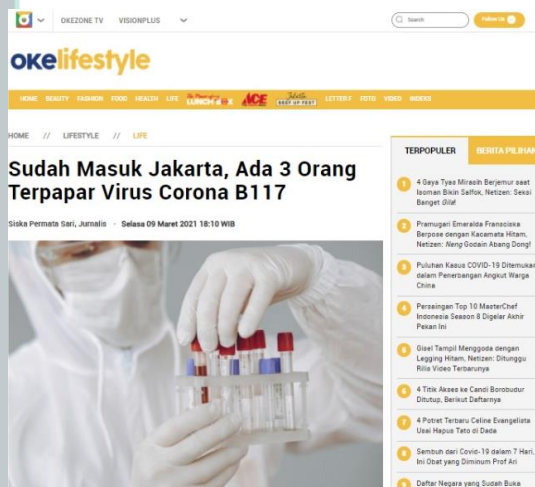 OKEZONE TV VISIONPLUS
Search
Follow Us
okelifestyle
HOME BEAUTY FASHION FOOD HEALTH LIFE LUNCH BOX ACE KEEP UP FEST LETTER F FOTO VIDEO INDEKS
HOME // LIFESTYLE // LIFE
Sudah Masuk Jakarta, Ada 3 Orang
Terpapar Virus Corona B117
Siska Permata Sari, Jurnalis · Selasa 09 Maret 2021 18:10 WIB
TERPOPULER BERITA PILIHAN
1 4 Gaya Tyas Mirasih Berjemur saat
Isoman Bikin Salfok, Netizen: Seksi
Banget Gila!
2 Pramugari Emeralda Fransciska
Berpose dengan Kacamata Hitam,
Netizen: Neng Godain Abang Dong!
3 Puluhan Kasus COVID-19 Ditemukan
dalam Penerbangan Angkut Warga
China
4 Persaingan Top 10 MasterChef
Indonesia Season 8 Digelar Akhir
Pekan Ini
5 Gisel Tampil Menggoda dengan
Legging Hitam, Netizen: Ditunggu
Rilis Video Terbarunya
6 4 Titik Akses ke Candi Borobudur
Ditutup, Berikut Daftarnya
7 4 Potret Terbaru Celine Evangelista
Usai Hapus Tato di Dada
8 Sembuh dari Covid-19 dalam 7 Hari,
Ini Obat yang Diminum Prof Ari
9 Daftar Negara yang Sudah Buka